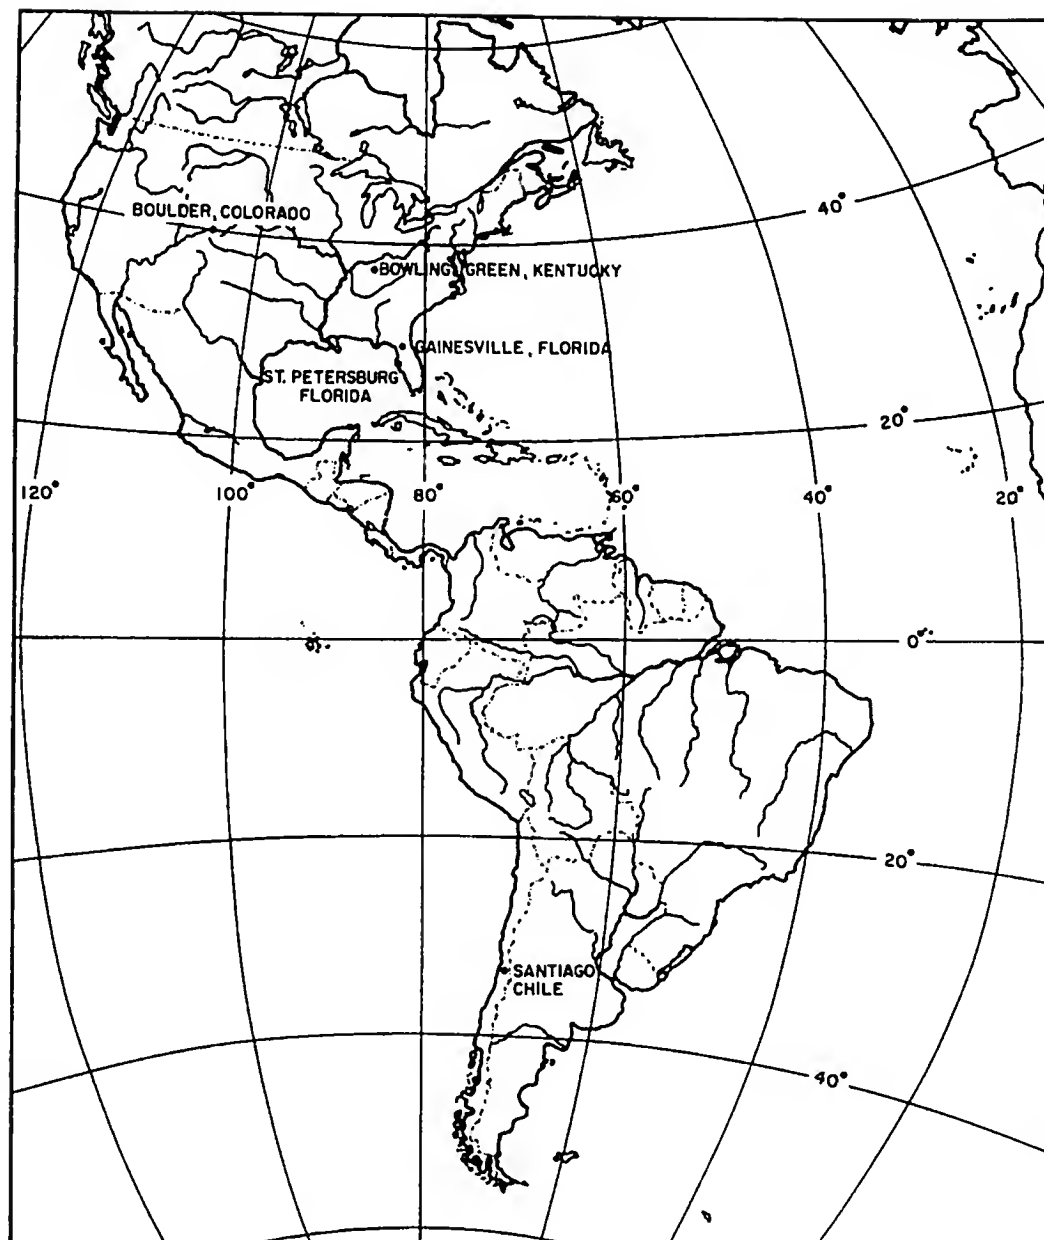 40°
BOULDER, COLORADO
BOWLING GREEN, KENTUCKY
GAINESVILLE, FLORIDA
ST. PETERSBURG
FLORIDA
20°
120°
100°
80°
60°
40°
20°
0°
20°
SANTIAGO
CHILE
40°